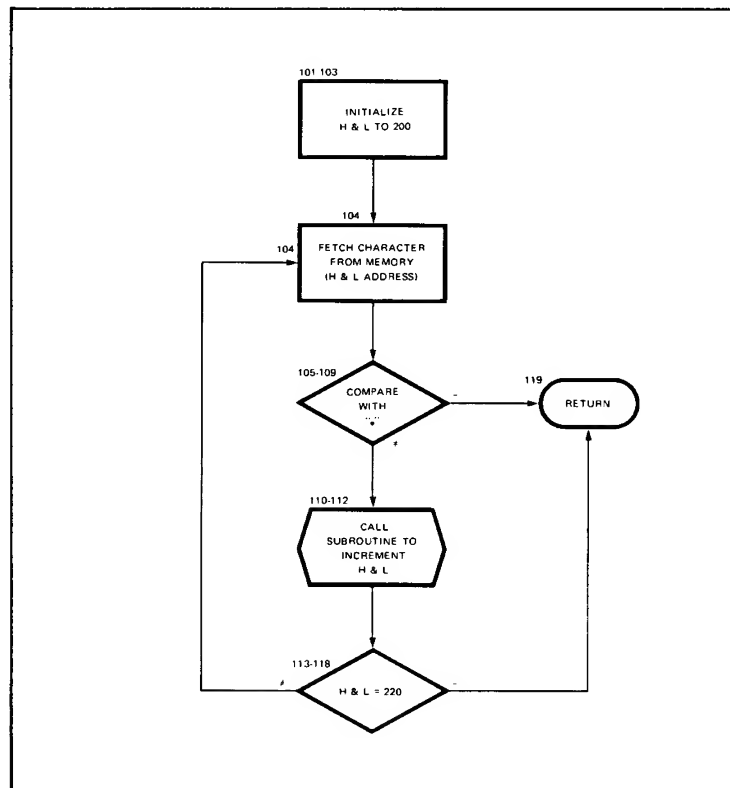 101-103
INITIALIZE
H & L TO 200
104
104
FETCH CHARACTER
FROM MEMORY
(H & L ADDRESS)
105-109
COMPARE
WITH
≠
119
RETURN
110-112
CALL
SUBROUTINE TO
INCREMENT
H & L
113-118
≠
H & L = 220